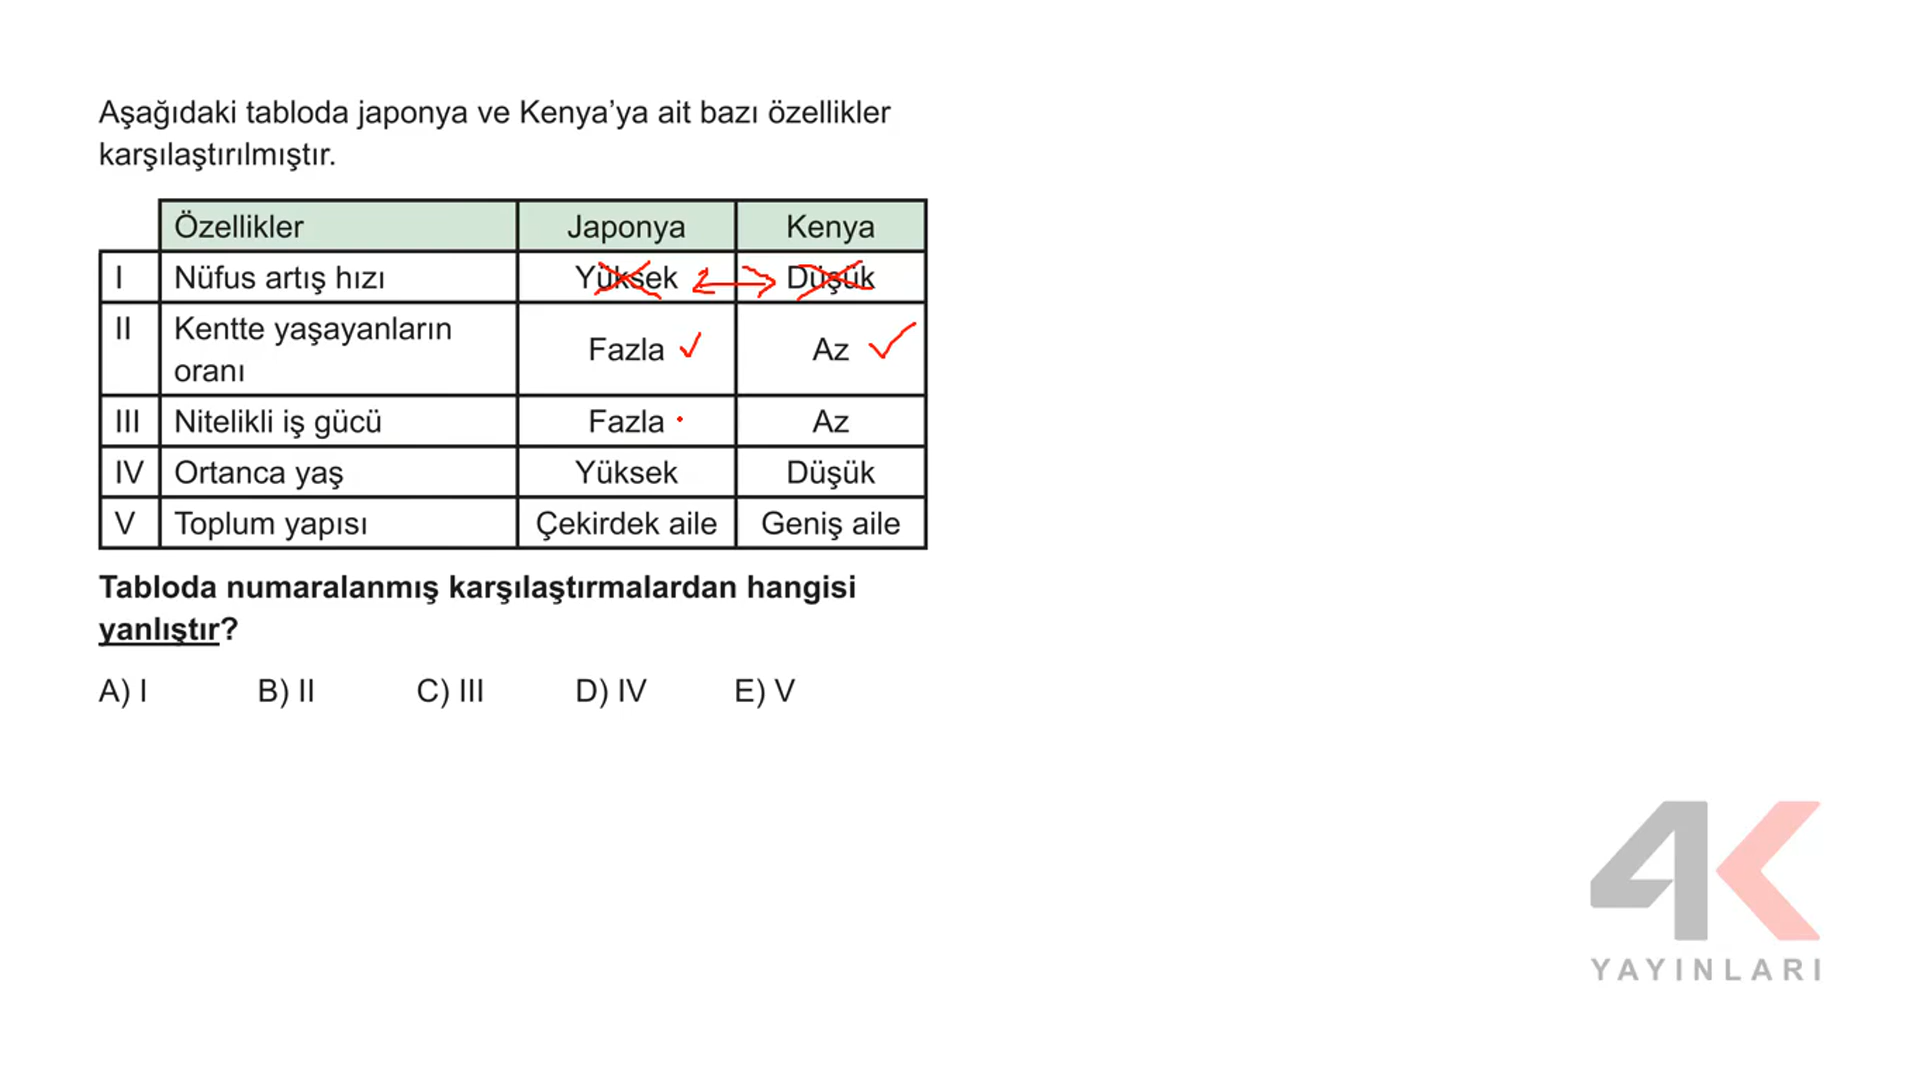 Aşağıdaki tabloda japonya ve Kenya’ya ait bazı özellikler
karşılaştırılmıştır.
Özellikler Japonya Kenya
I Nüfus artış hızı Yüksek Düşük
II Kentte yaşayanların
oranı Fazla Az
III Nitelikli iş gücü Fazla Az
IV Ortanca yaş Yüksek Düşük
V Toplum yapısı Çekirdek aile Geniş aile
Tabloda numaralanmış karşılaştırmalardan hangisi
yanlıştır?
A) I B) II C) III D) IV E) V
4K
YAYINLARI